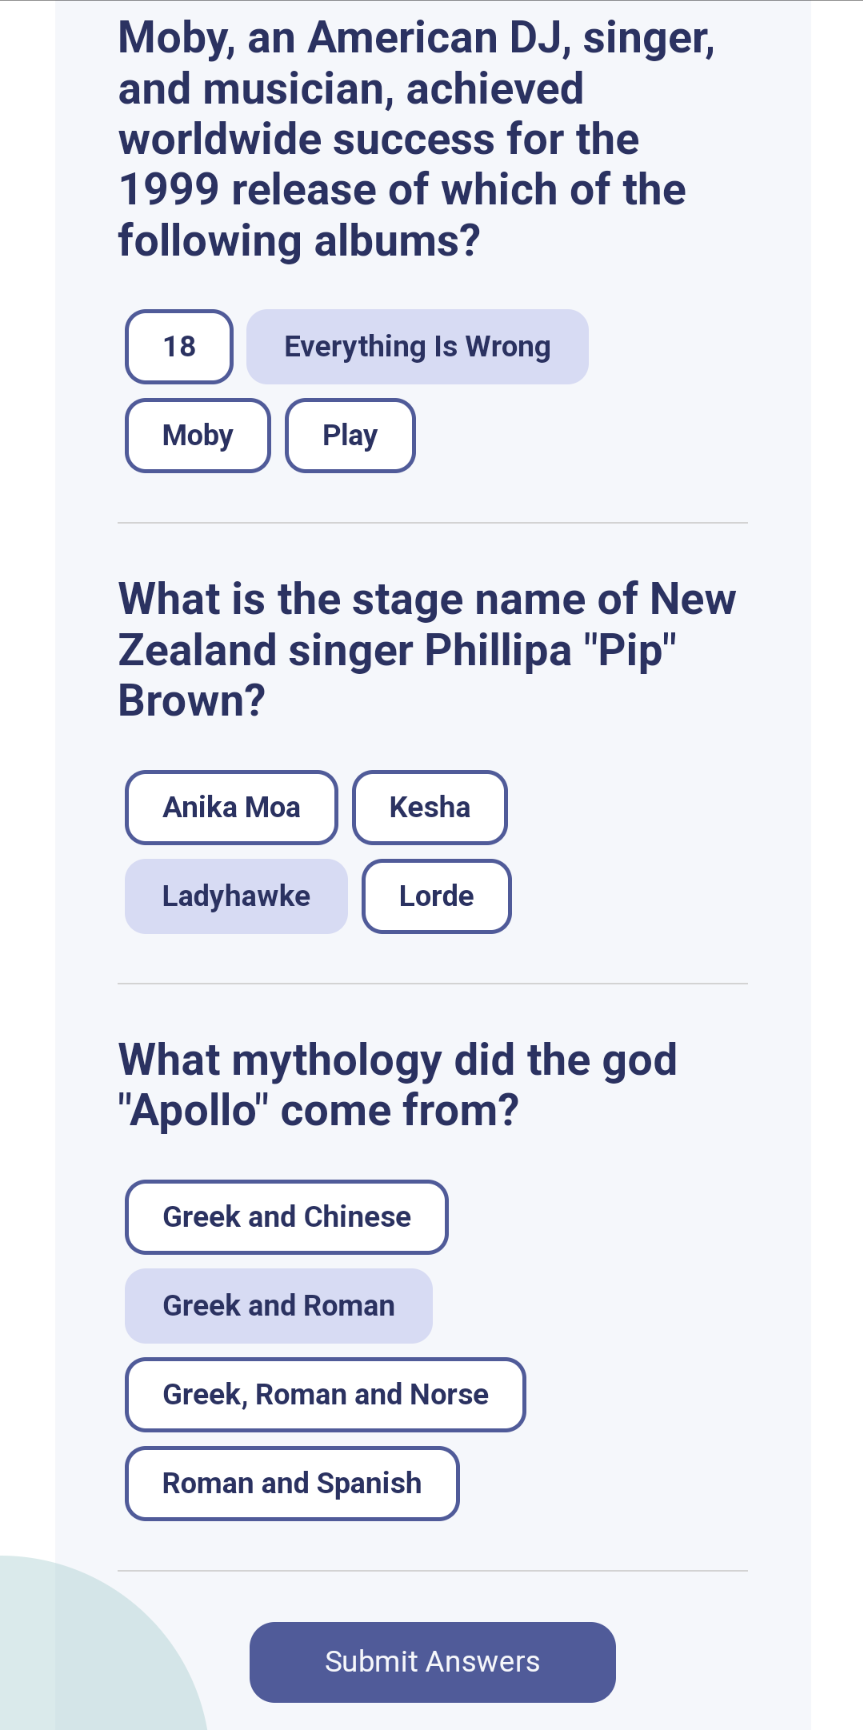 Moby, an American DJ, singer,
and musician, achieved
worldwide success for the
1999 release of which of the
following albums?
18 Everything Is Wrong
Moby Play
What is the stage name of New
Zealand singer Phillipa "Pip"
Brown?
Anika Moa Kesha
Ladyhawke Lorde
What mythology did the god
"Apollo" come from?
Greek and Chinese
Greek and Roman
Greek, Roman and Norse
Roman and Spanish
Submit Answers